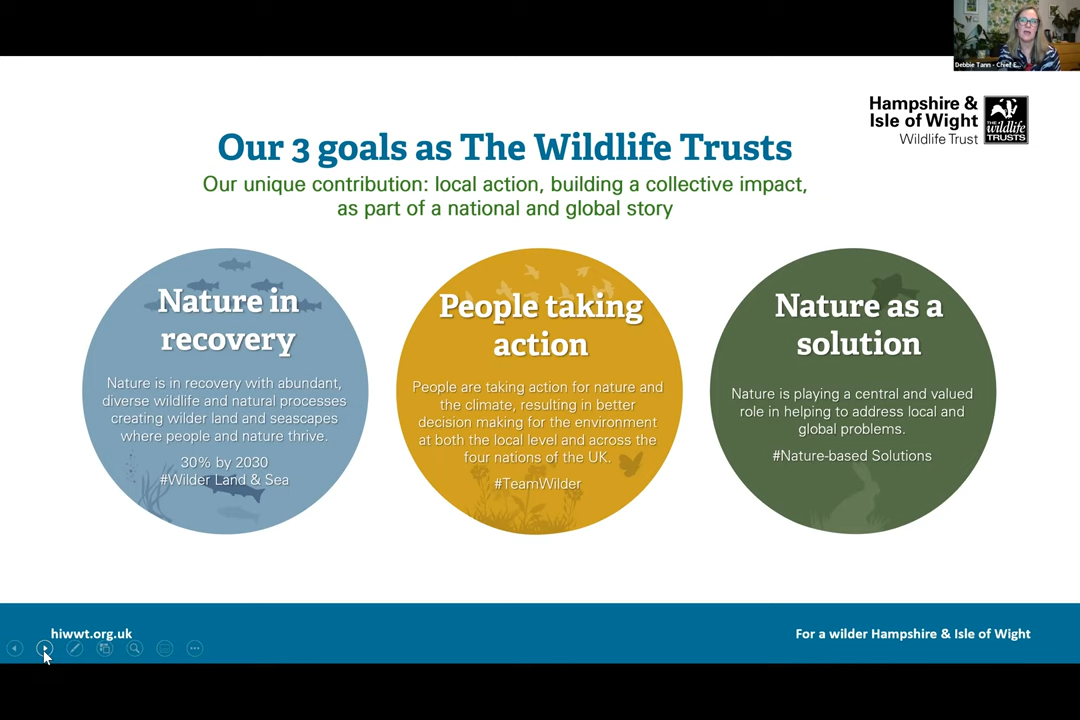 Debbie Tann - Chief E...
Hampshire &
Isle of Wight
Wildlife Trust
THE
wildlife
TRUSTS
Our 3 goals as The Wildlife Trusts
Our unique contribution: local action, building a collective impact,
as part of a national and global story
Nature in
recovery
Nature is in recovery with abundant,
diverse wildlife and natural processes
creating wilder land and seascapes
where people and nature thrive.
30% by 2030
#Wilder Land & Sea
People taking
action
People are taking action for nature and
the climate, resulting in better
decision making for the environment
at both the local level and across the
four nations of the UK.
#TeamWilder
Nature as a
solution
Nature is playing a central and valued
role in helping to address local and
global problems.
#Nature-based Solutions
hiwwt.org.uk
For a wilder Hampshire & Isle of Wight